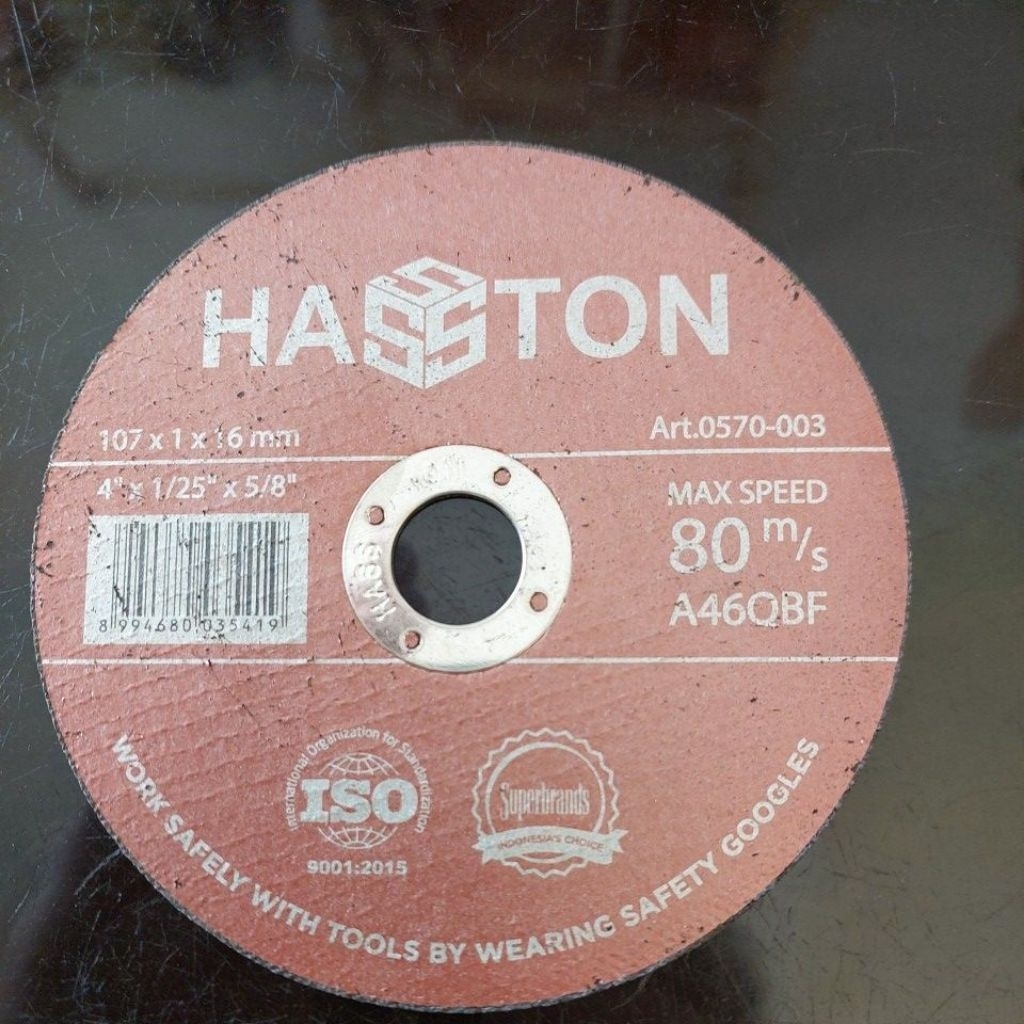 HASSTON
107 x 1 x 16 mm
Art.0570-003
4" x 1/25" x 5/8"
MAX SPEED
80 m/s
A46QBF
8 994680 035419
HASS
International Organization for Standardization
ISO
9001:2015
Superbrands
INDONESIA'S CHOICE
WORK SAFELY WITH TOOLS BY WEARING SAFETY GOOGLES